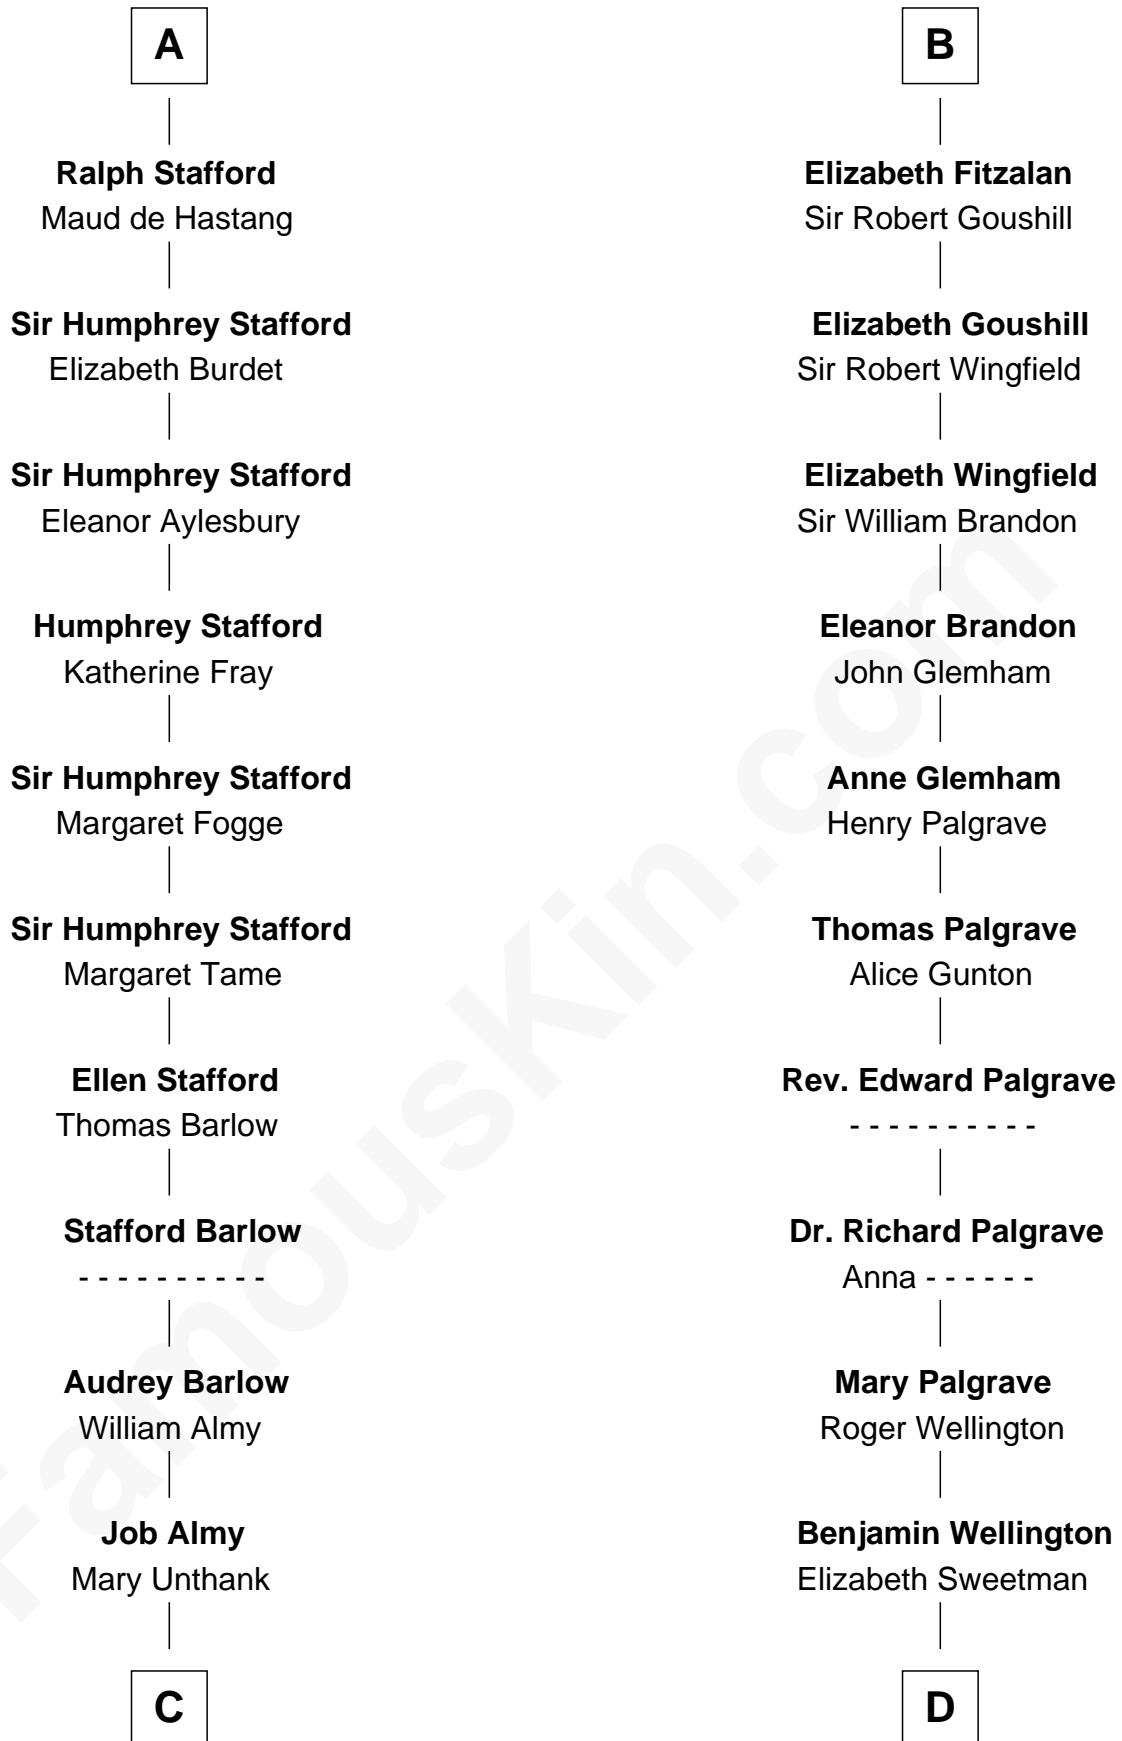 A
Ralph Stafford
Maud de Hastang
Sir Humphrey Stafford
Elizabeth Burdet
Sir Humphrey Stafford
Eleanor Aylesbury
Humphrey Stafford
Katherine Fray
Sir Humphrey Stafford
Margaret Fogge
Sir Humphrey Stafford
Margaret Tame
Ellen Stafford
Thomas Barlow
Stafford Barlow
- - - - - - - - - -
Audrey Barlow
William Almy
Job Almy
Mary Unthank
C
B
Elizabeth Fitzalan
Sir Robert Goushill
Elizabeth Goushill
Sir Robert Wingfield
Elizabeth Wingfield
Sir William Brandon
Eleanor Brandon
John Glemham
Anne Glemham
Henry Palgrave
Thomas Palgrave
Alice Gunton
Rev. Edward Palgrave
- - - - - - - - - -
Dr. Richard Palgrave
Anna - - - - - -
Mary Palgrave
Roger Wellington
Benjamin Wellington
Elizabeth Sweetman
D
FamousKin.com